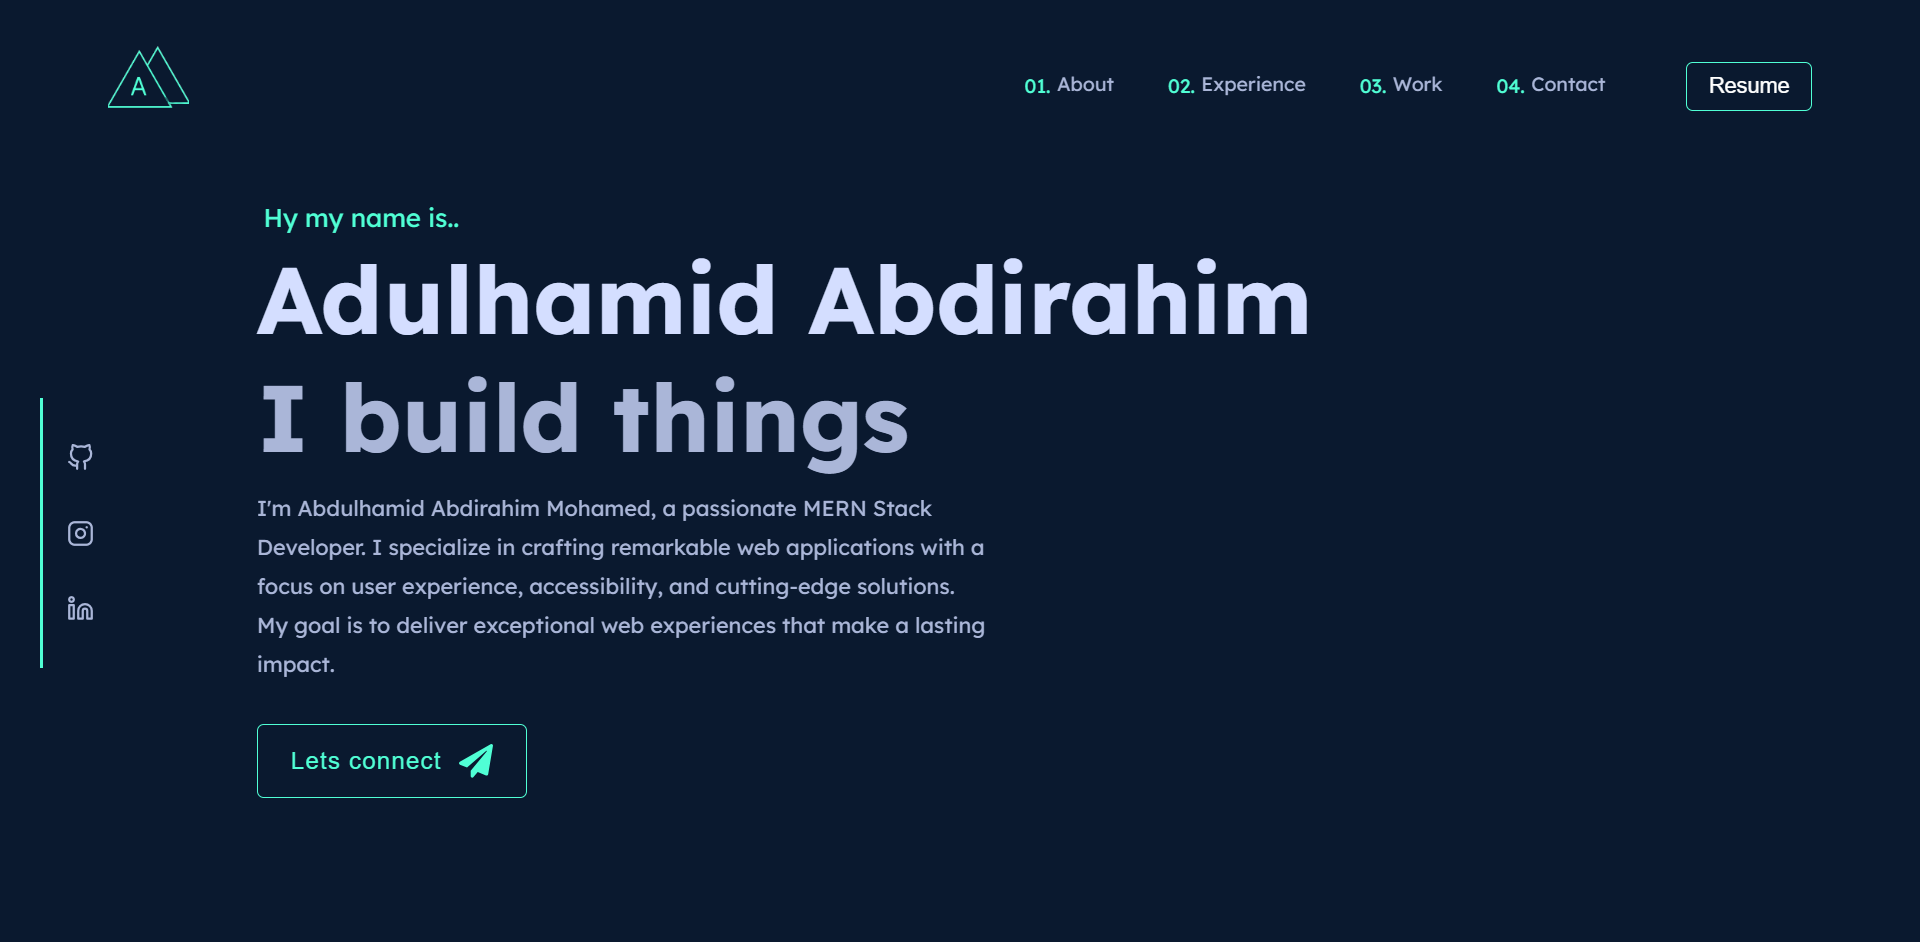 A
01. About
02. Experience
03. Work
04. Contact
Resume
Hy my name is..
Adulhamid Abdirahim
I build things
I'm Abdulhamid Abdirahim Mohamed, a passionate MERN Stack
Developer. I specialize in crafting remarkable web applications with a
focus on user experience, accessibility, and cutting-edge solutions.
My goal is to deliver exceptional web experiences that make a lasting
impact.
Lets connect